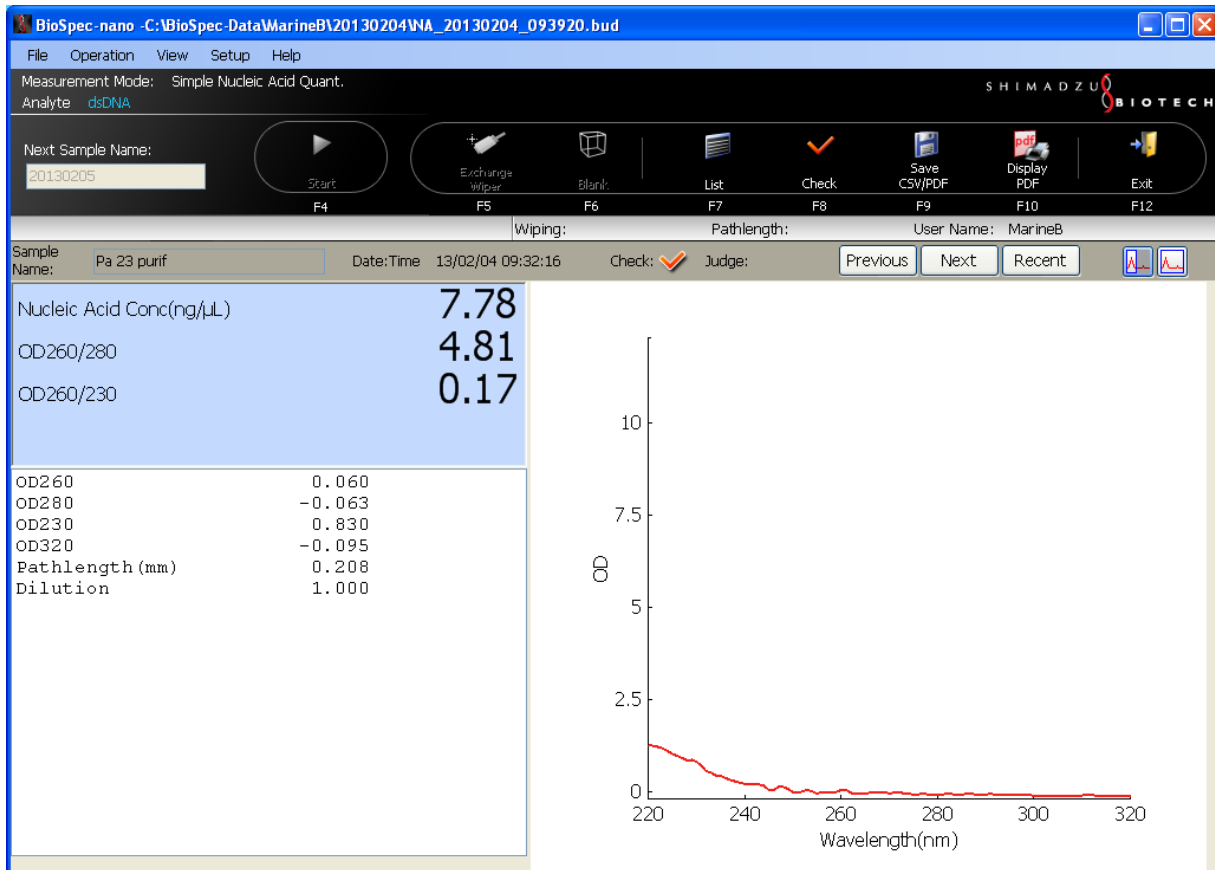 BioSpec-nano -C:\BioSpec-Data\MarineB\20130204\NA_20130204_093920.bud
File Operation View Setup Help
Measurement Mode: Simple Nucleic Acid Quant.
Analyte dsDNA
SHIMADZU
BIOTECH
Next Sample Name:
20130205
Start
Exchange
Wiper
Blank
List
Check
Save
CSV/PDF
pdf
Display
PDF
Exit
F4 F5 F6 F7 F8 F9 F10 F12
Wiping: Pathlength: User Name: MarineB
Sample
Name: Pa 23 purif Date:Time 13/02/04 09:32:16 Check: Judge: Previous Next Recent
Nucleic Acid Conc(ng/µL) 7.78
OD260/280 4.81
OD260/230 0.17
OD260 0.060
OD280 -0.063
OD230 0.830
OD320 -0.095
Pathlength(mm) 0.208
Dilution 1.000
10
7.5
OD
5
2.5
0
220 240 260 280 300 320
Wavelength(nm)